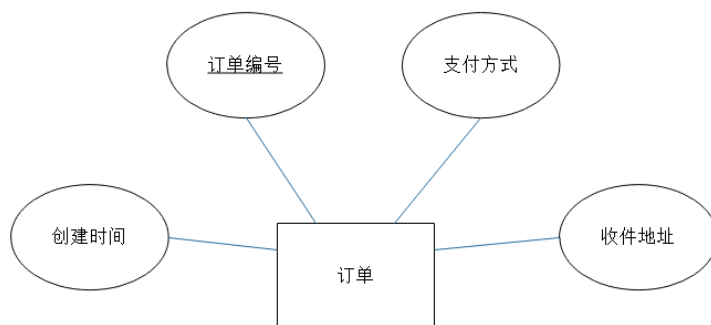 订单编号
支付方式
创建时间
收件地址
订单